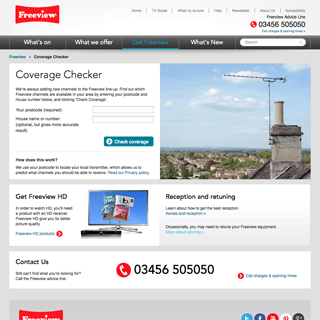 Home
TV Guide
When to re-tune
Help
News
About
Freeview
Freeview Advice Line
03456 505050
Call charges & opening times >
What's on
What we offer
Get Freeview
What's New
Freeview > Coverage Checker
Coverage Checker
We're always adding new channels to the Freeview line-up. Find out which
Freeview channels are available in your area by entering your postcode and
house number below, and clicking 'Check Coverage':
Your postcode (required):
House name or number:
(optional, but gives more accurate
result)
Check coverage
How does this work?
We use your postcode to locate your local transmitter, which allows us to
predict what channels you should be able to receive. Read our Privacy policy.
Get Freeview HD
In order to watch HD, you'll need
a product with an HD receiver.
Freeview HD will give you far better
picture quality.
Freeview HD products
Reception and retuning
Learn about how to get the best reception.
Aerials and reception >
Occasionally, you may need to retune your Freeview equipment.
More about retuning >
Contact Us
Still can't find what you're looking for?
Call the Freeview advice line:
03456 505050
Call charges & opening times
Freeview